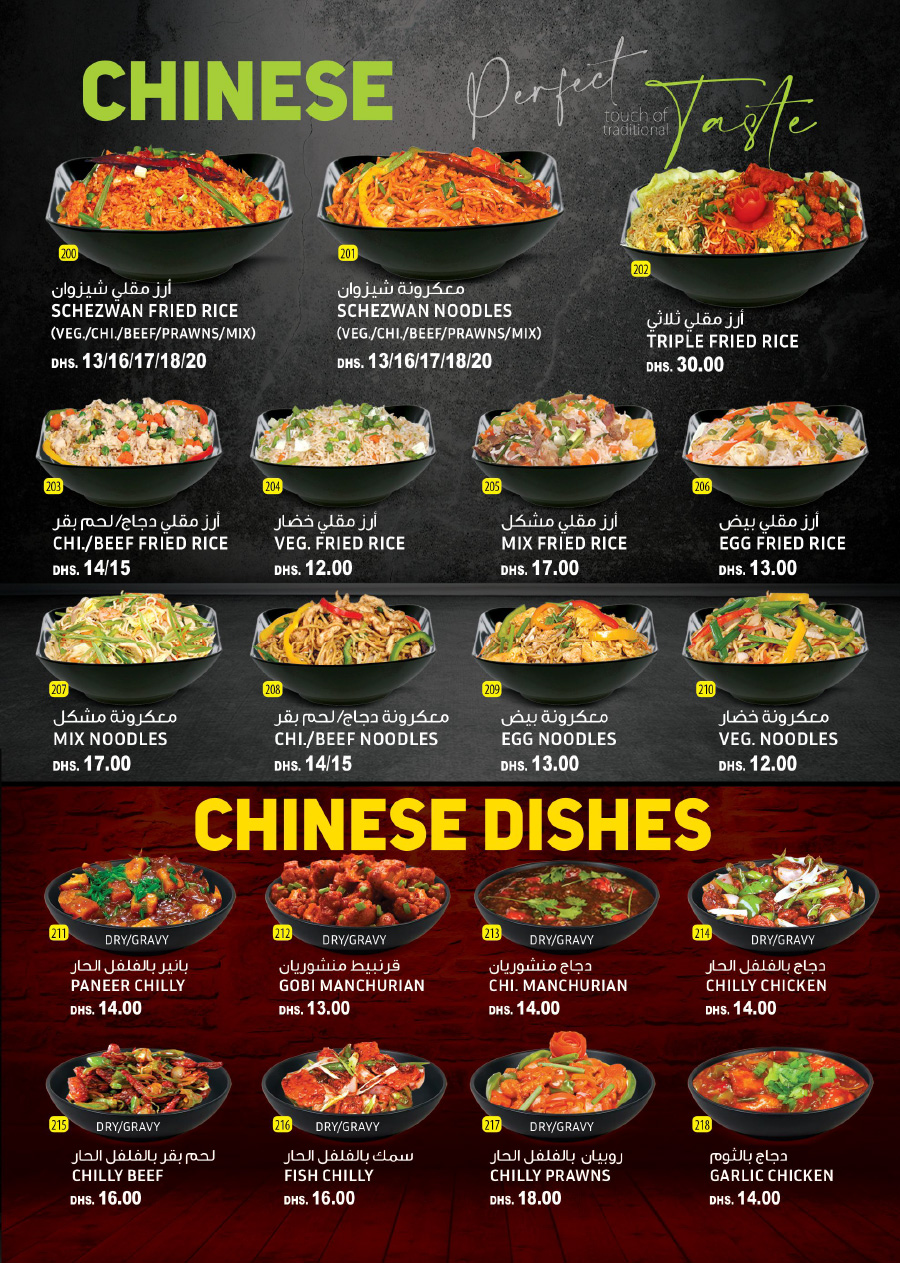 CHINESE
Perfect
touch of
traditional
Taste
200
أرز مقلي شيزوان
SCHEZWAN FRIED RICE
(VEG./CHI./BEEF/PRAWNS/MIX)
DHS. 13/16/17/18/20
201
معكرونة شيزوان
SCHEZWAN NOODLES
(VEG./CHI./BEEF/PRAWNS/MIX)
DHS. 13/16/17/18/20
202
أرز مقلي ثلاثي
TRIPLE FRIED RICE
DHS. 30.00
203
أرز مقلي دجاج/لحم بقر
CHI./BEEF FRIED RICE
DHS. 14/15
204
أرز مقلي خضار
VEG. FRIED RICE
DHS. 12.00
205
أرز مقلي مشكل
MIX FRIED RICE
DHS. 17.00
206
أرز مقلي بيض
EGG FRIED RICE
DHS. 13.00
207
معكرونة مشكل
MIX NOODLES
DHS. 17.00
208
معكرونة دجاج/لحم بقر
CHI./BEEF NOODLES
DHS. 14/15
209
معكرونة بيض
EGG NOODLES
DHS. 13.00
210
معكرونة خضار
VEG. NOODLES
DHS. 12.00
CHINESE DISHES
211
DRY/GRAVY
بانير بالفلفل الحار
PANEER CHILLY
DHS. 14.00
212
DRY/GRAVY
قرنبيط منشوريان
GOBI MANCHURIAN
DHS. 13.00
213
DRY/GRAVY
دجاج منشوريان
CHI. MANCHURIAN
DHS. 14.00
214
DRY/GRAVY
دجاج بالفلفل الحار
CHILLY CHICKEN
DHS. 14.00
215
DRY/GRAVY
لحم بقر بالفلفل الحار
CHILLY BEEF
DHS. 16.00
216
DRY/GRAVY
سمك بالفلفل الحار
FISH CHILLY
DHS. 16.00
217
DRY/GRAVY
روبيان بالفلفل الحار
CHILLY PRAWNS
DHS. 18.00
218
دجاج بالثوم
GARLIC CHICKEN
DHS. 14.00